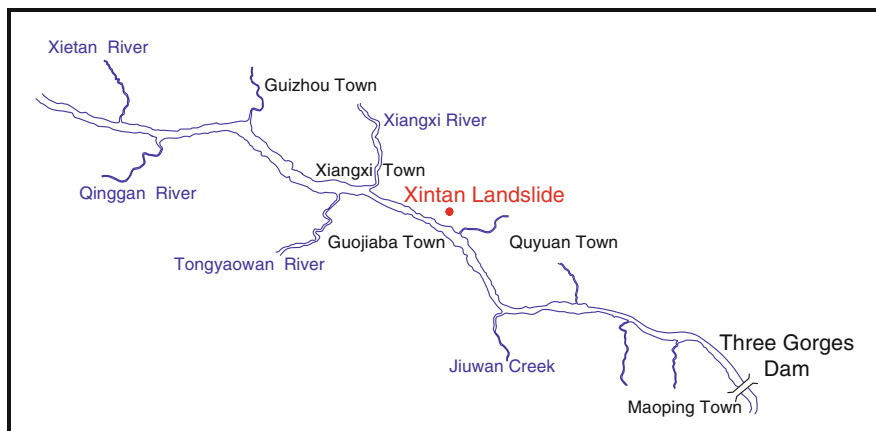 Xietan River
Guizhou Town
Xiangxi River
Xiangxi Town
Qinggan River
Xintan Landslide
Guojiaba Town
Quyuan Town
Tongyaowan River
Three Gorges
Dam
Jiuwan Creek
Maoping Town